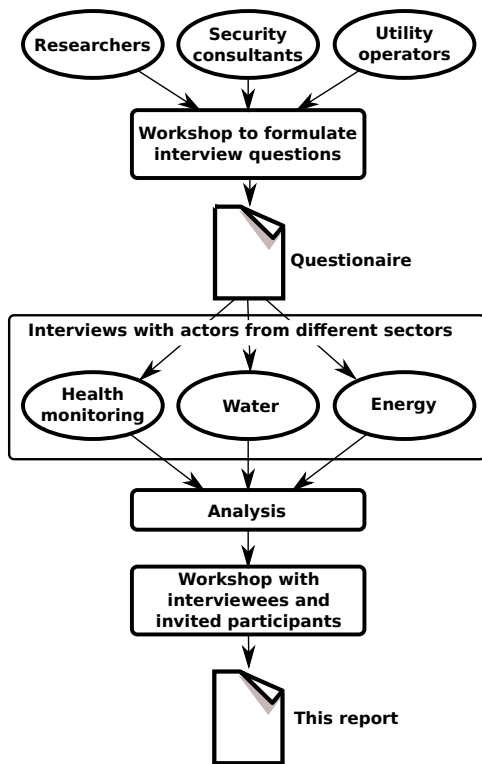 Researchers
Security
consultants
Utility
operators
Workshop to formulate
interview questions
Questionaire
Interviews with actors from different sectors
Health
monitoring
Water
Energy
Analysis
Workshop with
interviewees and
invited participants
This report